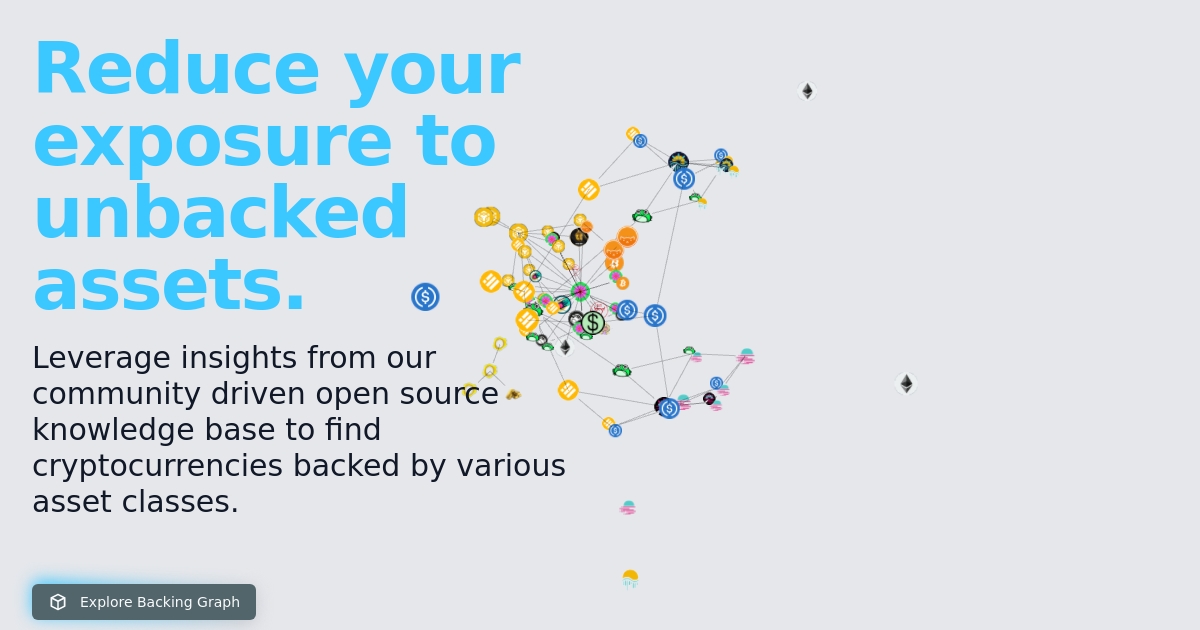 Reduce your
exposure to
unbacked
assets.
Leverage insights from our
community driven open source
knowledge base to find
cryptocurrencies backed by various
asset classes.
Explore Backing Graph